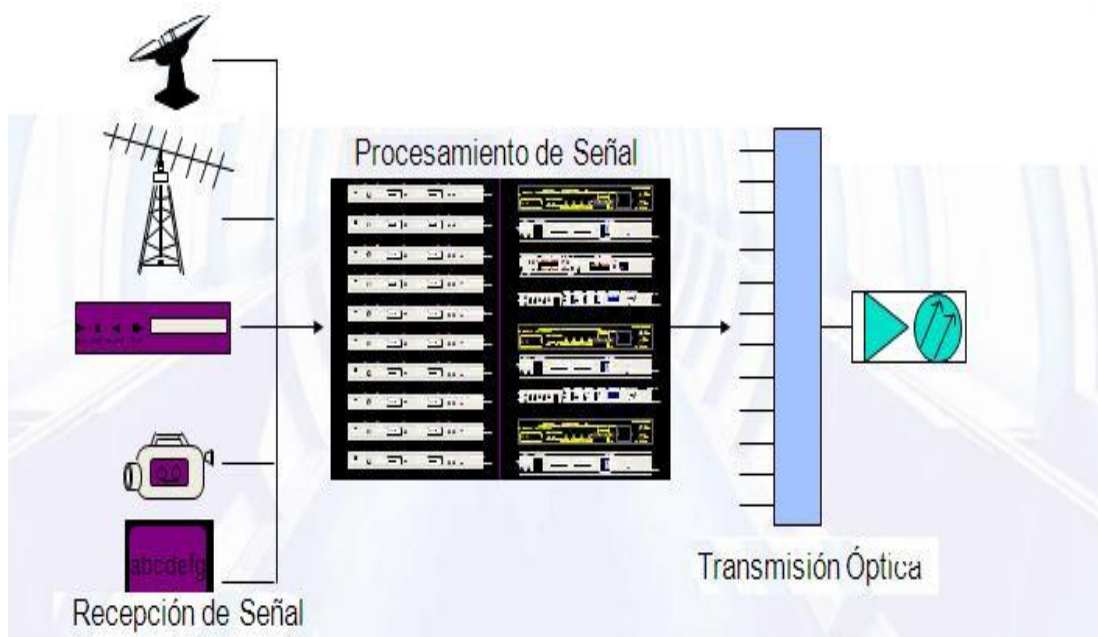 Procesamiento de Señal
abcdefg
Transmisión Óptica
Recepción de Señal